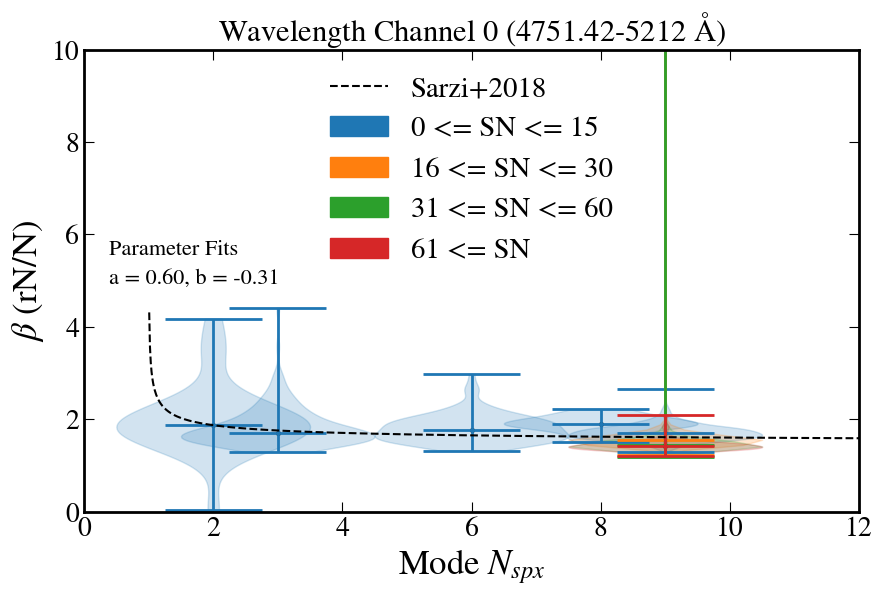 Wavelength Channel 0 (4751.42-5212 Å)
Sarzi+2018
0 <= SN <= 15
16 <= SN <= 30
31 <= SN <= 60
61 <= SN
Parameter Fits
a = 0.60, b = -0.31
β (rN/N)
10
8
6
4
2
0
0 2 4 6 8 10 12
Mode N_{spx}